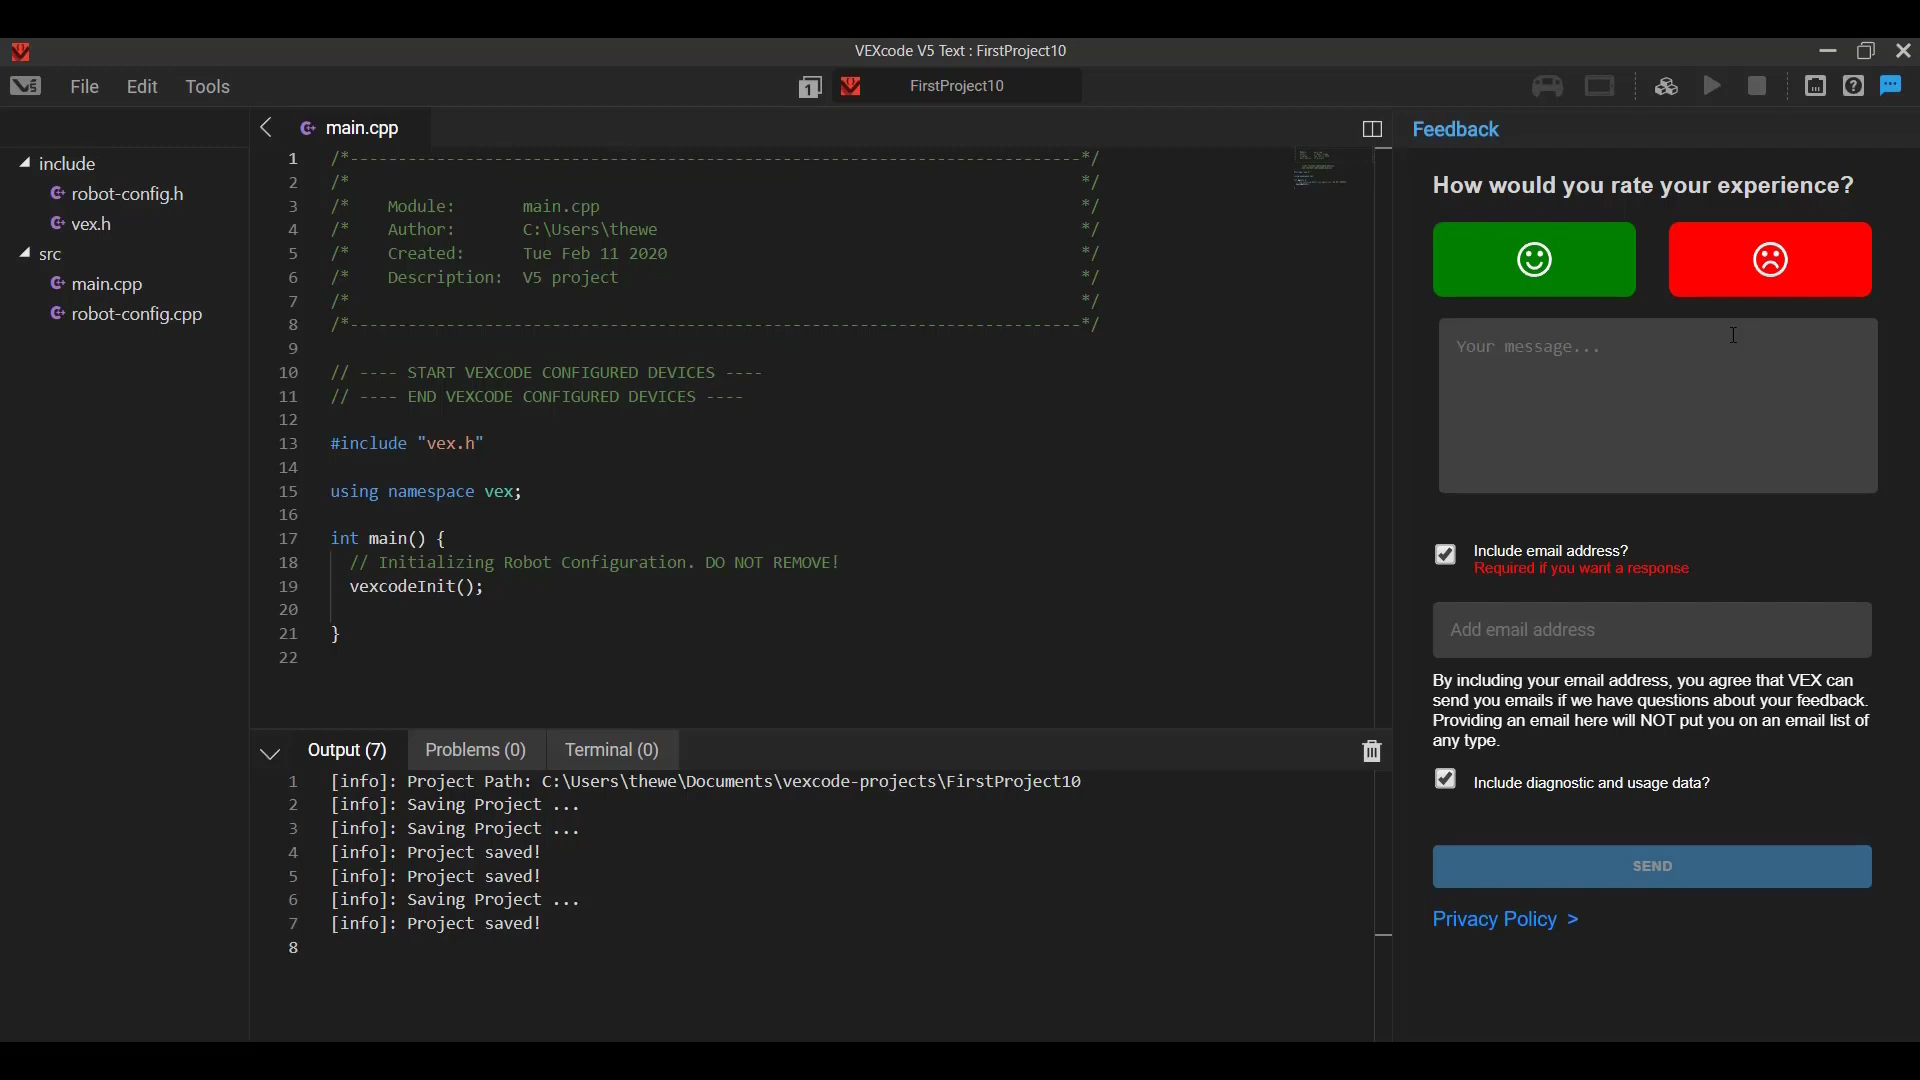 VEXcode V5 Text : FirstProject10
V5 File Edit Tools 1 FirstProject10
include
robot-config.h
vex.h
src
main.cpp
robot-config.cpp
main.cpp
1 /*----------------------------------------------------------------------------*/
2 /* */
3 /* Module: main.cpp */
4 /* Author: C:\Users\thewe */
5 /* Created: Tue Feb 11 2020 */
6 /* Description: V5 project */
7 /* */
8 /*----------------------------------------------------------------------------*/
9
10 // ---- START VEXCODE CONFIGURED DEVICES ----
11 // ---- END VEXCODE CONFIGURED DEVICES ----
12
13 #include "vex.h"
14
15 using namespace vex;
16
17 int main() {
18 // Initializing Robot Configuration. DO NOT REMOVE!
19 vexcodeInit();
20
21 }
22
Output (7) Problems (0) Terminal (0)
1 [info]: Project Path: C:\Users\thewe\Documents\vexcode-projects\FirstProject10
2 [info]: Saving Project ...
3 [info]: Saving Project ...
4 [info]: Project saved!
5 [info]: Project saved!
6 [info]: Saving Project ...
7 [info]: Project saved!
8
Feedback
How would you rate your experience?
Your message...
Include email address?
Required if you want a response
Add email address
By including your email address, you agree that VEX can
send you emails if we have questions about your feedback.
Providing an email here will NOT put you on an email list of
any type.
Include diagnostic and usage data?
SEND
Privacy Policy >